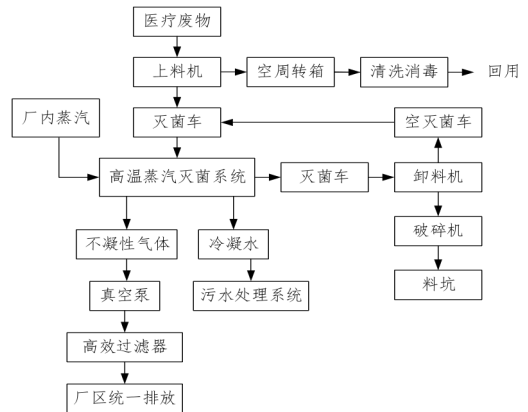 医疗废物
上料机
空周转箱
清洗消毒
回用
厂内蒸汽
灭菌车
空灭菌车
高温蒸汽灭菌系统
灭菌车
卸料机
不凝性气体
冷凝水
破碎机
真空泵
污水处理系统
料坑
高效过滤器
厂区统一排放